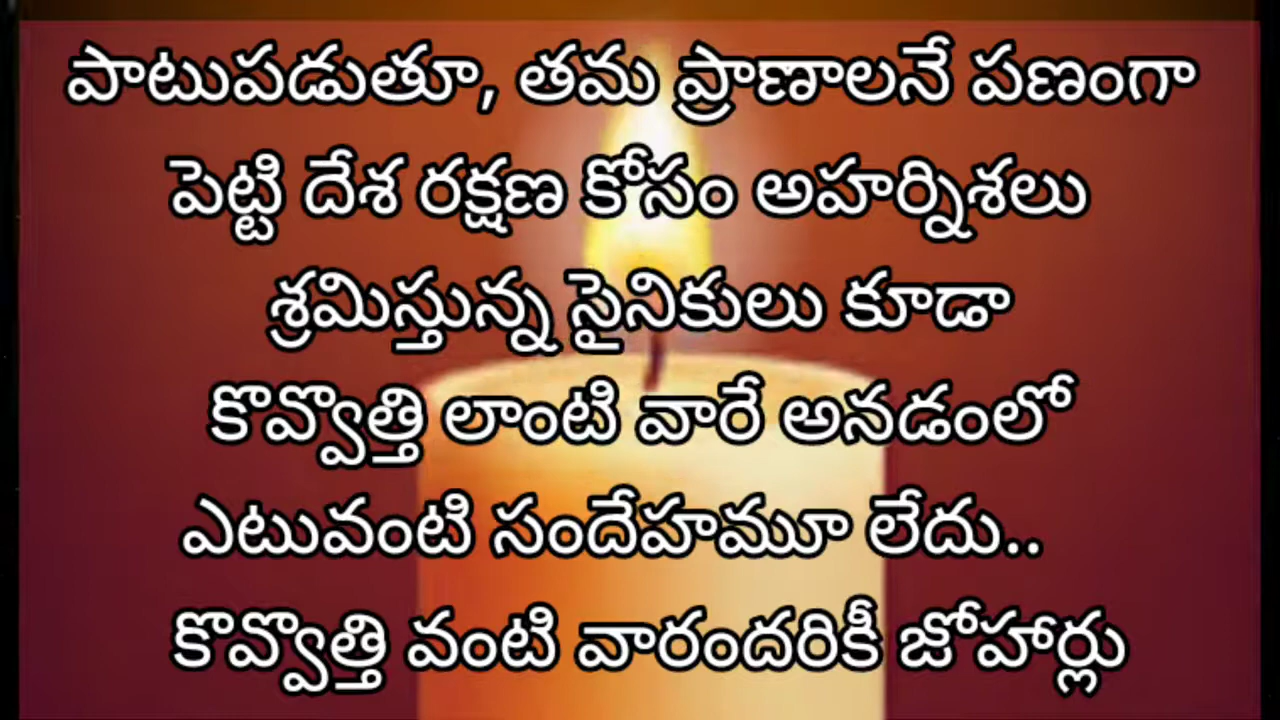 పాటుపడుతూ, తమ ప్రాణాలనే పణంగా
పెట్టి దేశ రక్షణ కోసం అహర్నిశలు
శ్రమిస్తున్న సైనికులు కూడా
కొవ్వొత్తి లాంటి వారే అనడంలో
ఎటువంటి సందేహమూ లేదు..
కొవ్వొత్తి వంటి వారందరికీ జోహార్లు